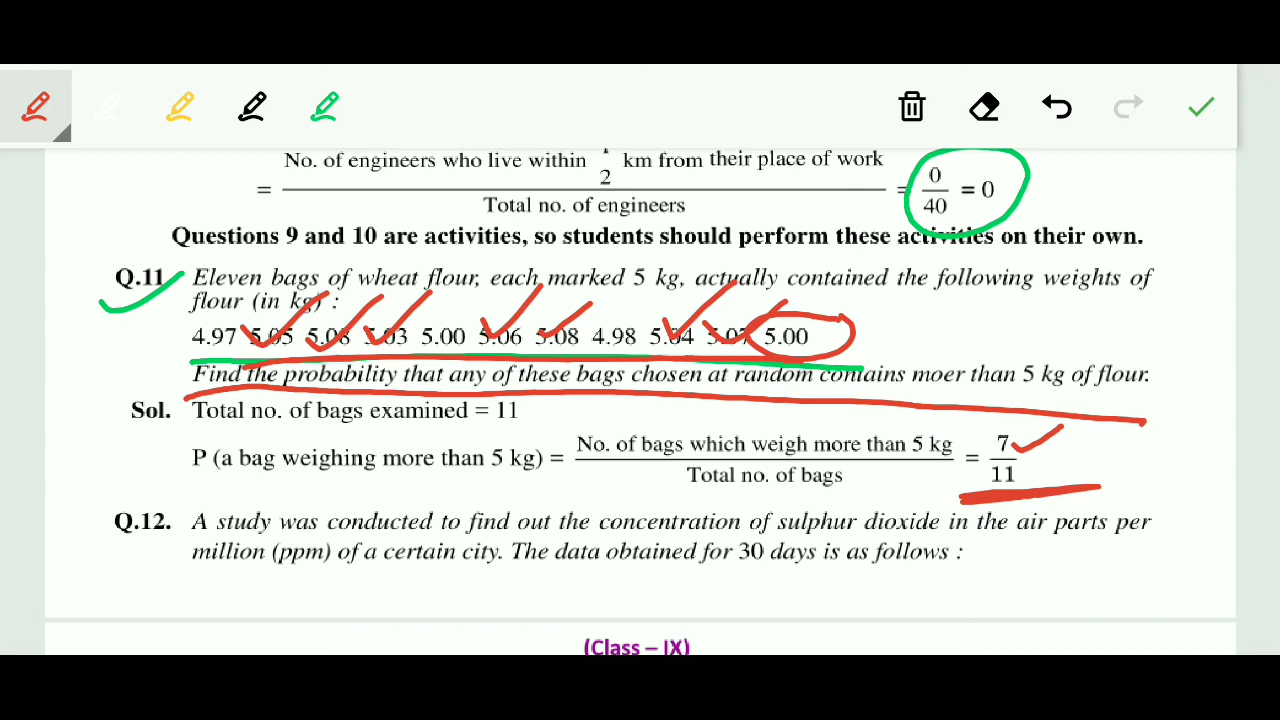 No. of engineers who live within 1/2 km from their place of work
= = 0/40 = 0
Total no. of engineers
Questions 9 and 10 are activities, so students should perform these activities on their own.
Q.11 Eleven bags of wheat flour, each marked 5 kg, actually contained the following weights of
flour (in kg) :
4.97 5.05 5.08 5.03 5.00 5.06 5.08 4.98 5.04 5.07 5.00
Find the probability that any of these bags chosen at random contains moer than 5 kg of flour.
Sol. Total no. of bags examined = 11
P (a bag weighing more than 5 kg) = No. of bags which weigh more than 5 kg / Total no. of bags = 7/11
Q.12. A study was conducted to find out the concentration of sulphur dioxide in the air parts per
million (ppm) of a certain city. The data obtained for 30 days is as follows :
(Class – IX)